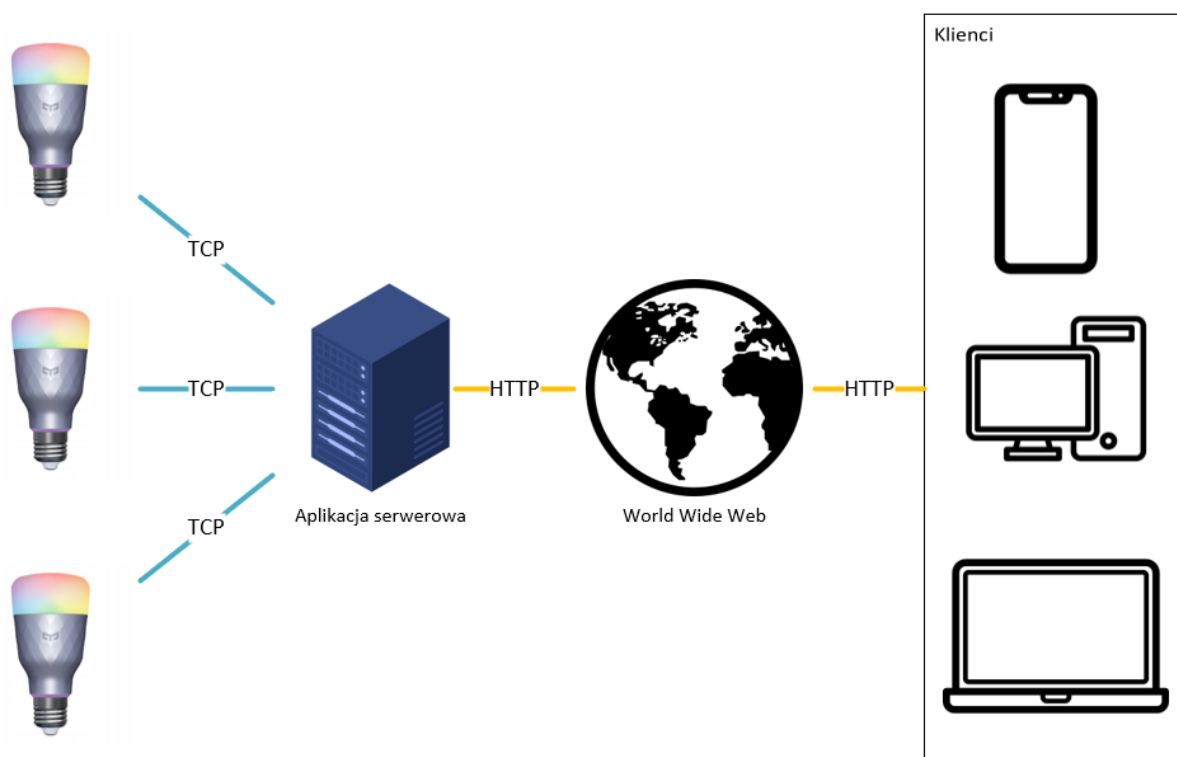 Klienci
TCP
TCP
HTTP
HTTP
Aplikacja serwerowa
World Wide Web
TCP